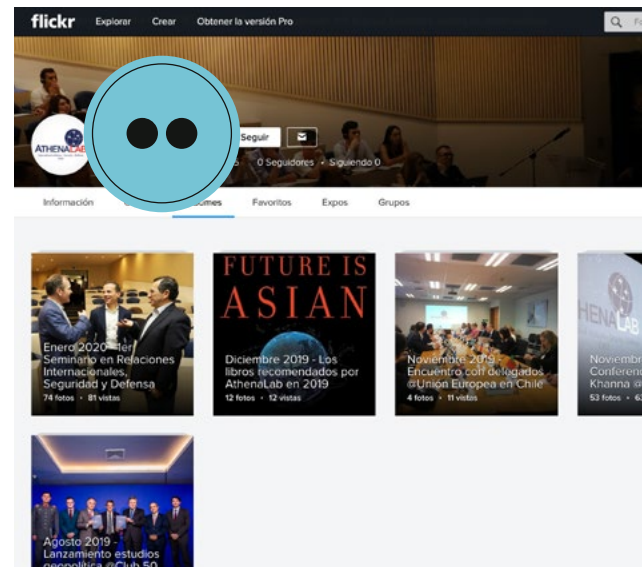 flickr Explorar Crear Obtener la versión Pro
ATHENALAB
Seguir
0 Seguidores • Siguiendo 0
Información Favoritos Expos Grupos
FUTURE IS
ASIAN
Enero 2020 - 1er
Seminario en Relaciones
Internacionales,
Seguridad y Defensa
74 fotos • 81 vistas
Diciembre 2019 - Los
libros recomendados por
AthenaLab en 2019
12 fotos • 12 vistas
Noviembre 2019 -
Encuentro con delegados
@Unión Europea en Chile
4 fotos • 11 vistas
HENALAB
Khanna
53 fotos
Agosto 2019 -
Lanzamiento estudios
geopolítica @Club 50